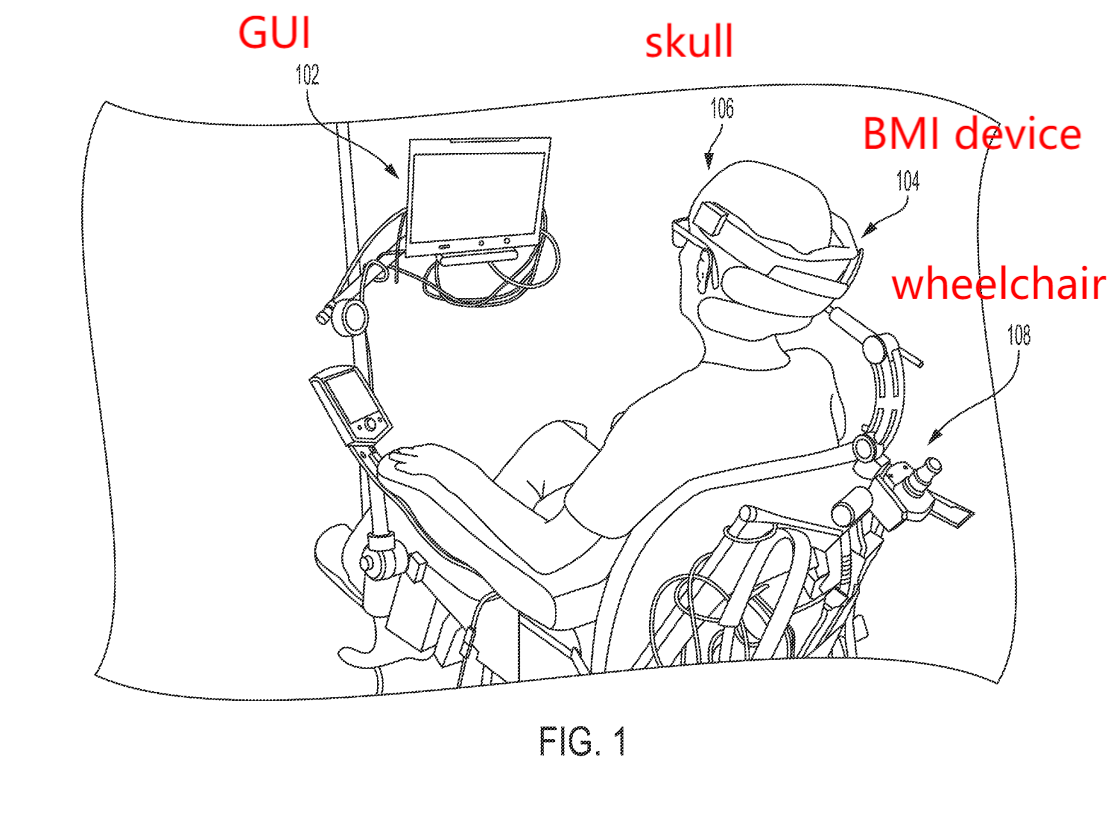 GUI
102
skull
106
BMI device
104
wheelchair
108
FIG. 1